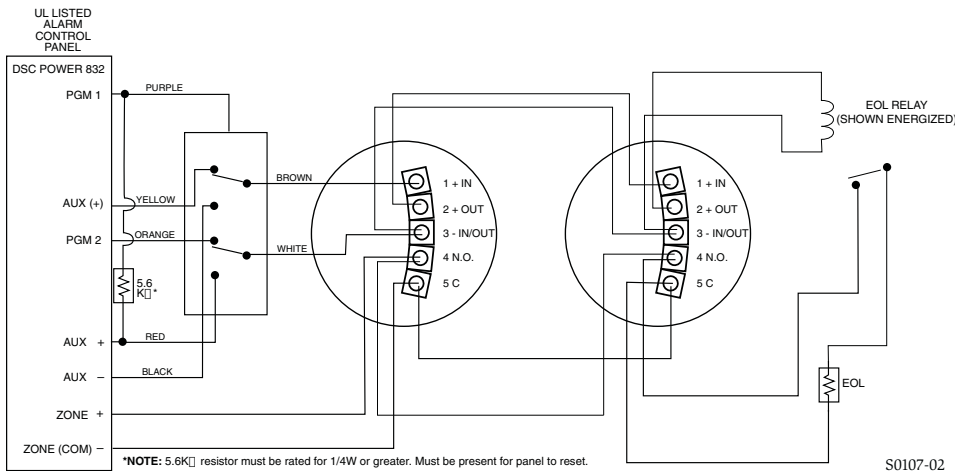 UL LISTED
ALARM
CONTROL
PANEL
DSC POWER 832
PGM 1
PURPLE
AUX (+)
YELLOW
PGM 2
ORANGE
5.6
K▯ *
AUX +
RED
AUX –
BLACK
ZONE +
ZONE (COM) –
BROWN
WHITE
1 + IN
2 + OUT
3 - IN/OUT
4 N.O.
5 C
1 + IN
2 + OUT
3 - IN/OUT
4 N.O.
5 C
EOL RELAY
(SHOWN ENERGIZED)
EOL
*NOTE: 5.6K▯ resistor must be rated for 1/4W or greater. Must be present for panel to reset.
S0107-02